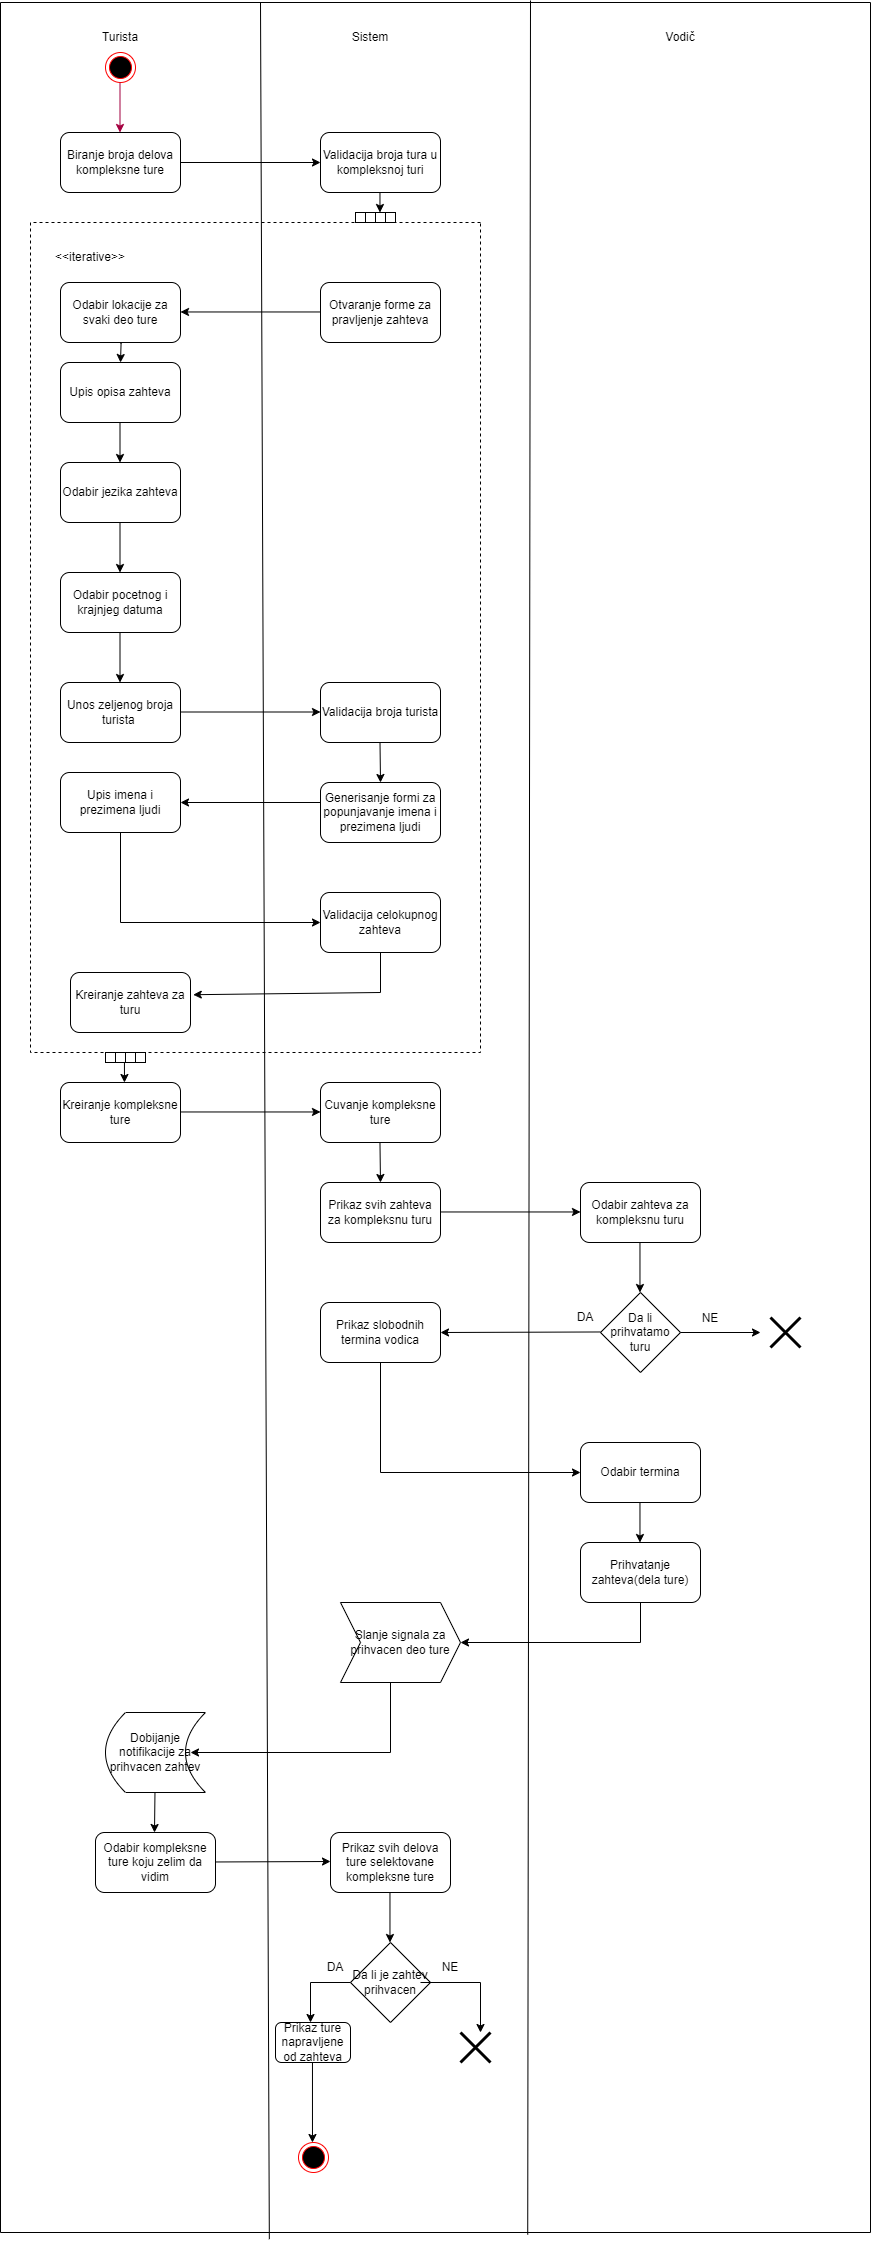 Turista
Sistem
Vodič
Biranje broja delova
kompleksne ture
Validacija broja tura u
kompleksnoj turi
<<iterative>>
Odabir lokacije za
svaki deo ture
Otvaranje forme za
pravljenje zahteva
Upis opisa zahteva
Odabir jezika zahteva
Odabir pocetnog i
krajnjeg datuma
Unos zeljenog broja
turista
Validacija broja turista
Upis imena i
prezimena ljudi
Generisanje formi za
popunjavanje imena i
prezimena ljudi
Validacija celokupnog
zahteva
Kreiranje zahteva za
turu
Kreiranje kompleksne
ture
Cuvanje kompleksne
ture
Prikaz svih zahteva
za kompleksnu turu
Odabir zahteva za
kompleksnu turu
Prikaz slobodnih
termina vodica
DA
Da li
prihvatamo
turu
NE
Odabir termina
Prihvatanje
zahteva(dela ture)
Slanje signala za
prihvacen deo ture
Dobijanje
notifikacije za
prihvacen zahtev
Odabir kompleksne
ture koju zelim da
vidim
Prikaz svih delova
ture selektovane
kompleksne ture
DA
Da li je zahtev
prihvacen
NE
Prikaz ture
napravljene
od zahteva